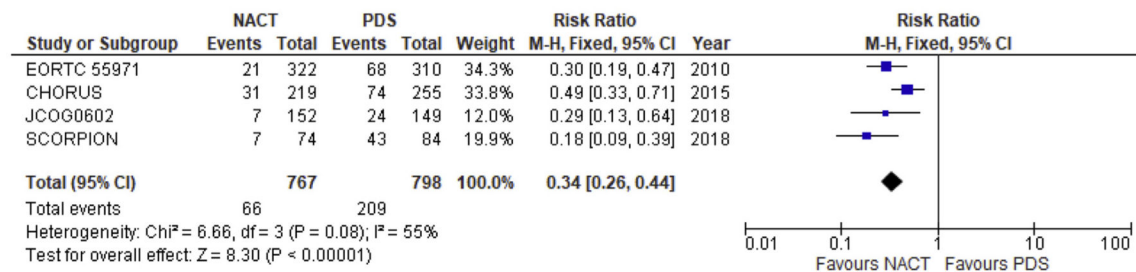 NACT PDS Risk Ratio Risk Ratio
Study or Subgroup Events Total Events Total Weight M-H, Fixed, 95% CI Year M-H, Fixed, 95% CI
EORTC 55971 21 322 68 310 34.3% 0.30 [0.19, 0.47] 2010
CHORUS 31 219 74 255 33.8% 0.49 [0.33, 0.71] 2015
JCOG0602 7 152 24 149 12.0% 0.29 [0.13, 0.64] 2018
SCORPION 7 74 43 84 19.9% 0.18 [0.09, 0.39] 2018
Total (95% CI) 767 798 100.0% 0.34 [0.26, 0.44]
Total events 66 209
Heterogeneity: Chi² = 6.66, df = 3 (P = 0.08); I² = 55%
Test for overall effect: Z = 8.30 (P < 0.00001)
0.01 0.1 1 10 100
Favours NACT Favours PDS